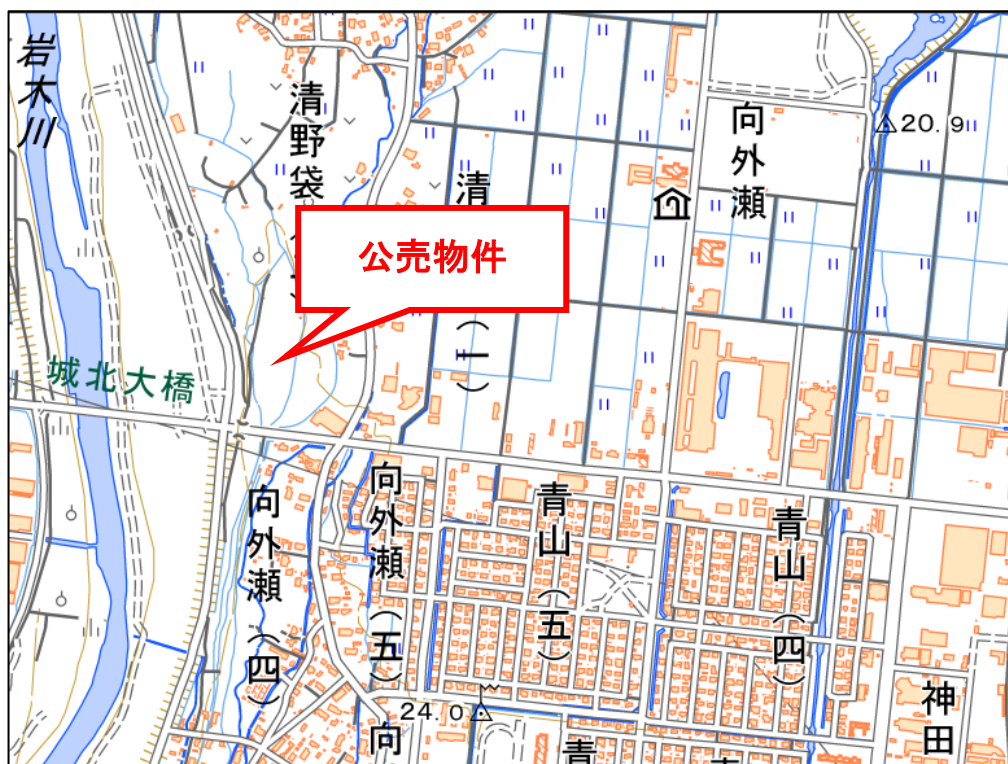 岩木川
清野袋
清
(一)
向外瀬
20.9
公売物件
城北大橋
向外瀬(四)
向外瀬(五)
青山(五)
青山(四)
24.0
向
青
神田